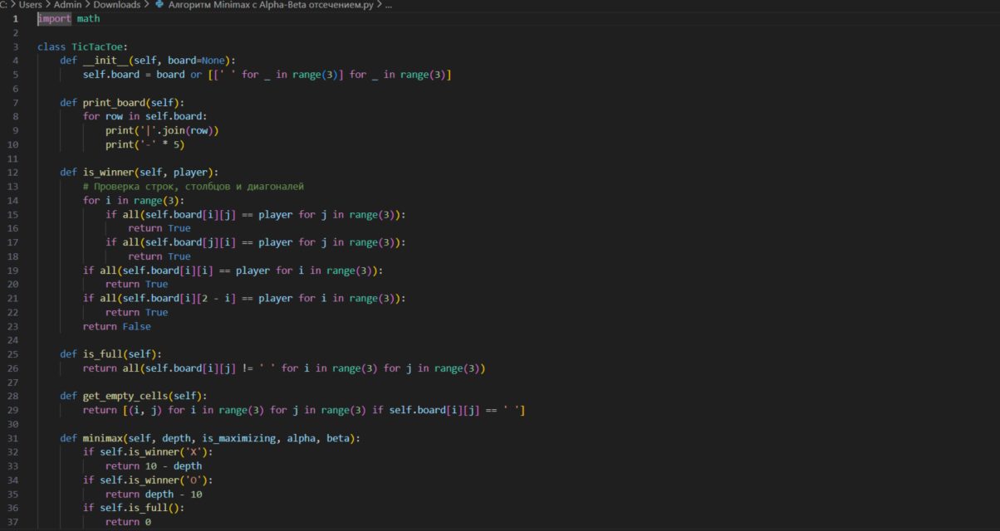 C: > Users > Admin > Downloads > Алгоритм Minimax с Alpha-Beta отсечением.py > ...
1 import math
2
3 class TicTacToe:
4     def __init__(self, board=None):
5         self.board = board or [[' ' for _ in range(3)] for _ in range(3)]
6
7     def print_board(self):
8         for row in self.board:
9             print('|'.join(row))
10             print('-' * 5)
11
12     def is_winner(self, player):
13         # Проверка строк, столбцов и диагоналей
14         for i in range(3):
15             if all(self.board[i][j] == player for j in range(3)):
16                 return True
17             if all(self.board[j][i] == player for j in range(3)):
18                 return True
19         if all(self.board[i][i] == player for i in range(3)):
20             return True
21         if all(self.board[i][2 - i] == player for i in range(3)):
22             return True
23         return False
24
25     def is_full(self):
26         return all(self.board[i][j] != ' ' for i in range(3) for j in range(3))
27
28     def get_empty_cells(self):
29         return [(i, j) for i in range(3) for j in range(3) if self.board[i][j] == ' ']
30
31     def minimax(self, depth, is_maximizing, alpha, beta):
32         if self.is_winner('X'):
33             return 10 - depth
34         if self.is_winner('O'):
35             return depth - 10
36         if self.is_full():
37             return 0